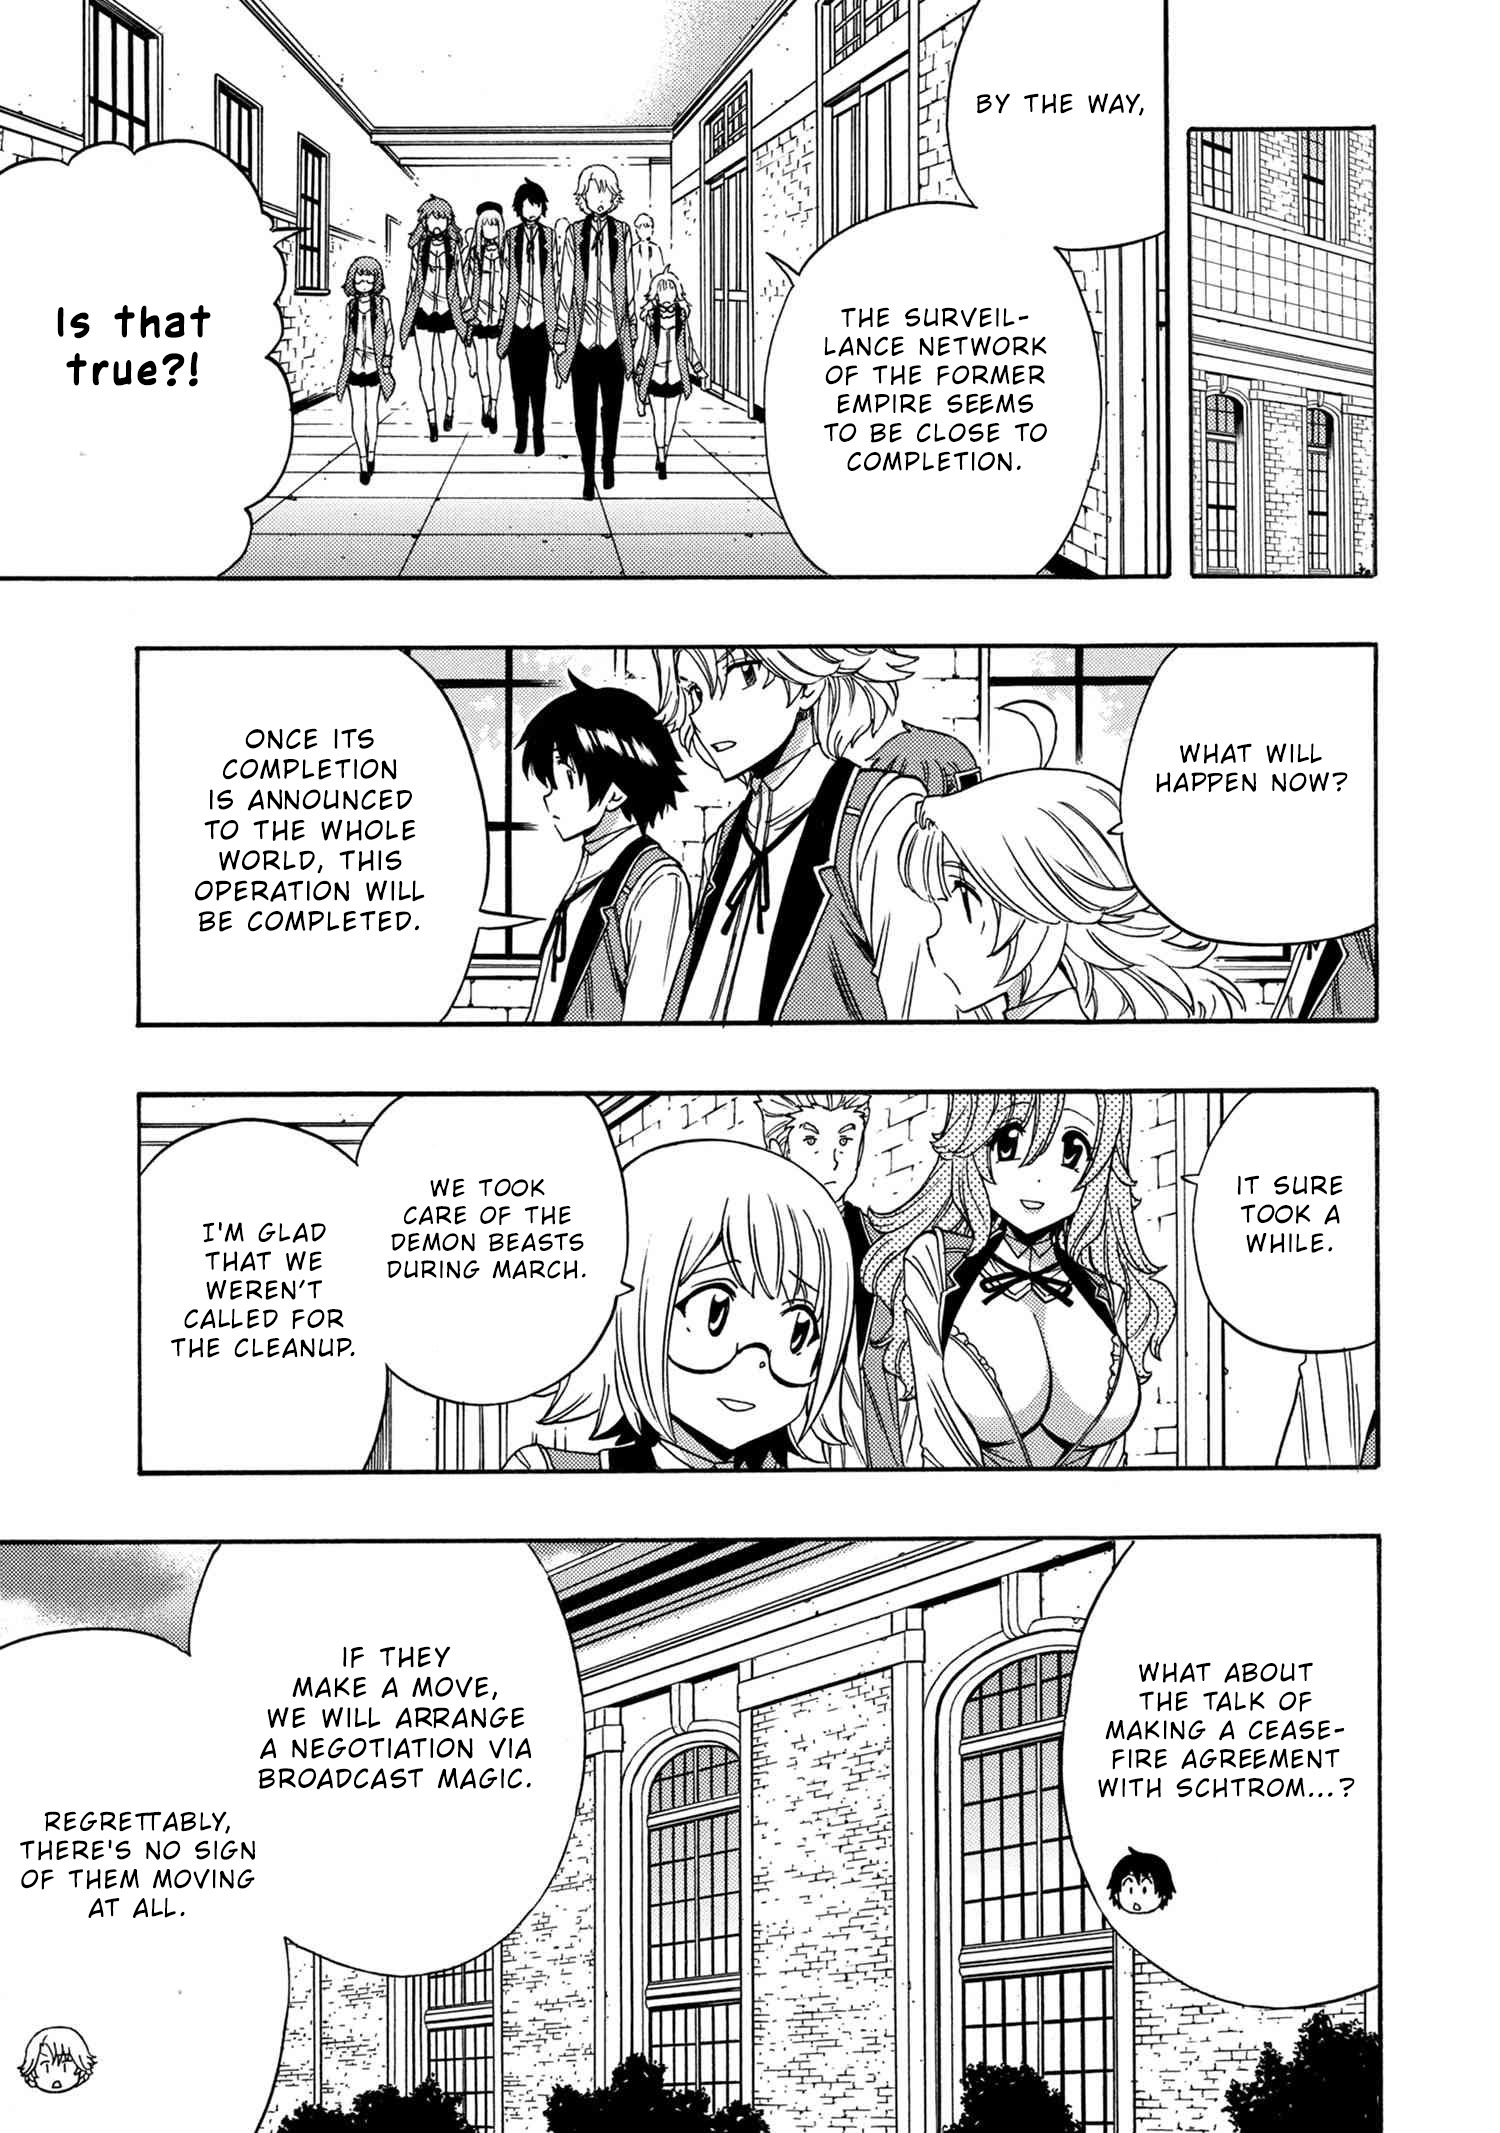 BY THE WAY,
THE SURVEIL-
LANCE NETWORK
OF THE FORMER
EMPIRE SEEMS
TO BE CLOSE TO
COMPLETION.
Is that
true?!
WHAT WILL
HAPPEN NOW?
ONCE ITS
COMPLETION
IS ANNOUNCED
TO THE WHOLE
WORLD, THIS
OPERATION WILL
BE COMPLETED.
IT SURE
TOOK A
WHILE.
WE TOOK
CARE OF THE
DEMON BEASTS
DURING MARCH.
I'M GLAD
THAT WE
WEREN'T
CALLED FOR
THE CLEANUP.
WHAT ABOUT
THE TALK OF
MAKING A CEASE-
FIRE AGREEMENT
WITH SCHTROM...?
IF THEY
MAKE A MOVE,
WE WILL ARRANGE
A NEGOTIATION VIA
BROADCAST MAGIC.
REGRETTABLY,
THERE'S NO SIGN
OF THEM MOVING
AT ALL.